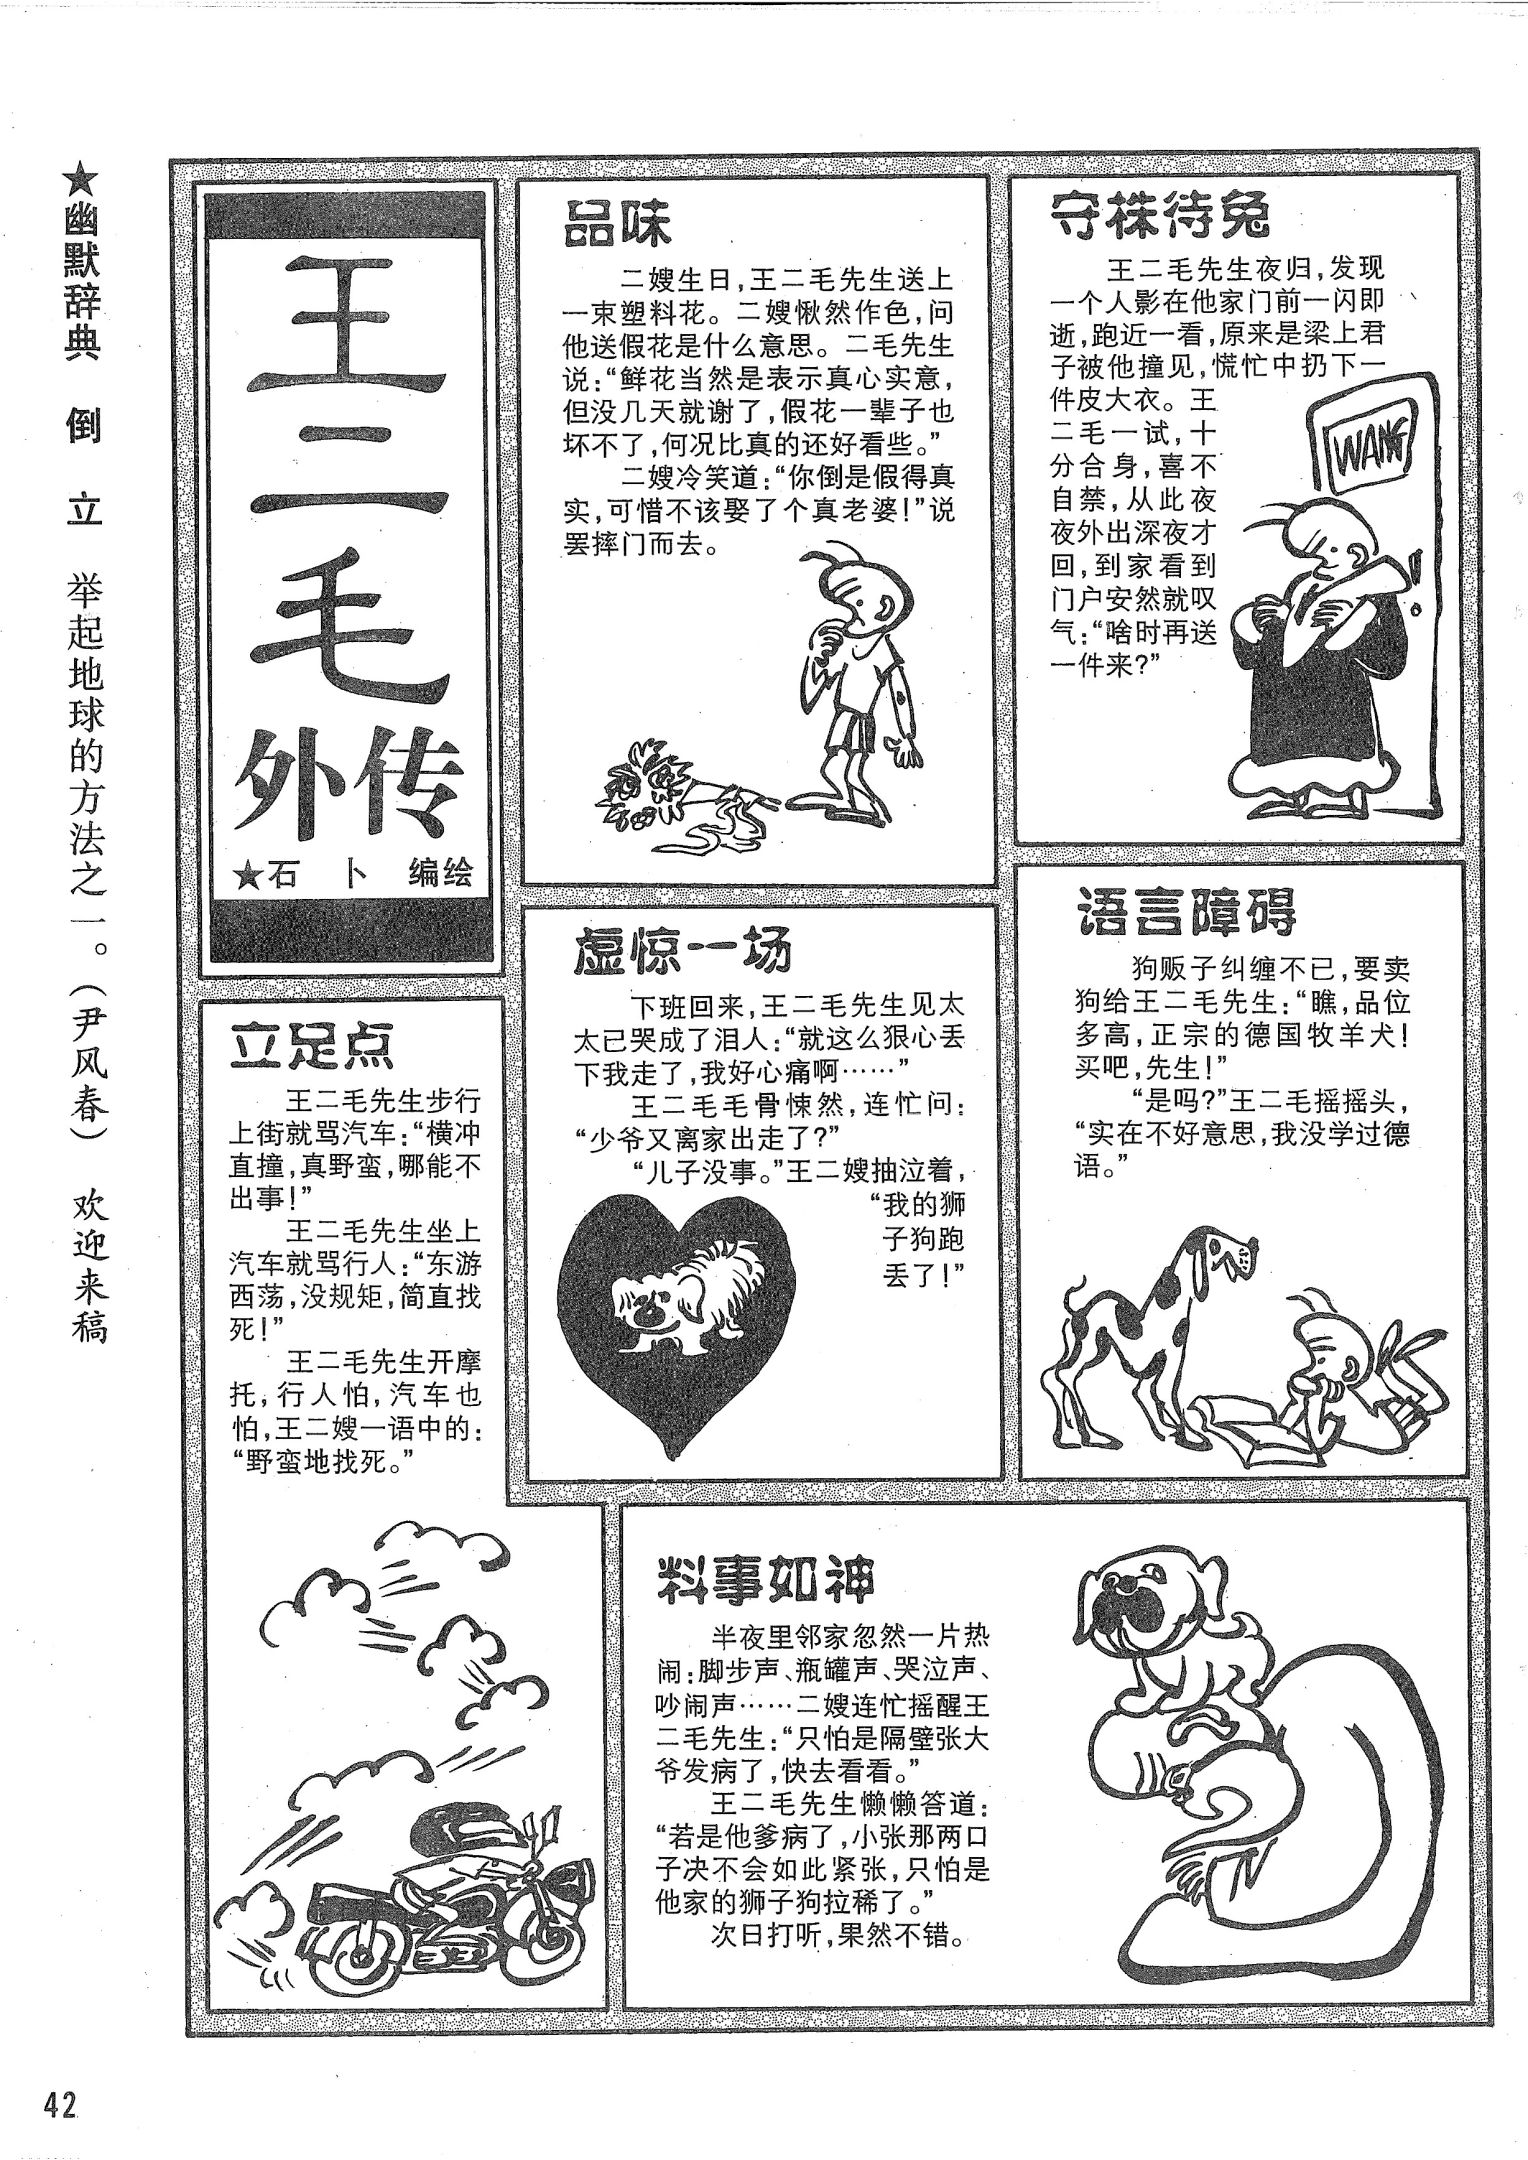 ★幽默辞典 倒 立 举起地球的方法之一。(尹风春) 欢迎来稿
王二毛
外传
★石 卜 编绘
品味
二嫂生日,王二毛先生送上
一束塑料花。二嫂愀然作色,问
他送假花是什么意思。二毛先生
说:“鲜花当然是表示真心实意,
但没几天就谢了,假花一辈子也
坏不了,何况比真的还好看些。”
二嫂冷笑道:“你倒是假得真
实,可惜不该娶了个真老婆!”说
罢摔门而去。
守株待兔
王二毛先生夜归,发现
一个人影在他家门前一闪即
逝,跑近一看,原来是梁上君
子被他撞见,慌忙中扔下一
件皮大衣。王
二毛一试,十
分合身,喜不
自禁,从此夜
夜外出深夜才
回,到家看到
门户安然就叹
气:“啥时再送
一件来?”
WANG
立足点
王二毛先生步行
上街就骂汽车:“横冲
直撞,真野蛮,哪能不
出事!”
王二毛先生坐上
汽车就骂行人:“东游
西荡,没规矩,简直找
死!”
王二毛先生开摩
托,行人怕,汽车也
怕,王二嫂一语中的:
“野蛮地找死。”
虚惊一场
下班回来,王二毛先生见太
太已哭成了泪人:“就这么狠心丢
下我走了,我好心痛啊……”
王二毛毛骨悚然,连忙问:
“少爷又离家出走了?”
“儿子没事。”王二嫂抽泣着,
“我的狮
子狗跑
丢了!”
语言障碍
狗贩子纠缠不已,要卖
狗给王二毛先生:“瞧,品位
多高,正宗的德国牧羊犬!
买吧,先生!”
“是吗?”王二毛摇摇头,
“实在不好意思,我没学过德
语。”
料事如神
半夜里邻家忽然一片热
闹:脚步声、瓶罐声、哭泣声、
吵闹声……二嫂连忙摇醒王
二毛先生:“只怕是隔壁张大
爷发病了,快去看看。”
王二毛先生懒懒答道:
“若是他爹病了,小张那两口
子决不会如此紧张,只怕是
他家的狮子狗拉稀了。”
次日打听,果然不错。
42